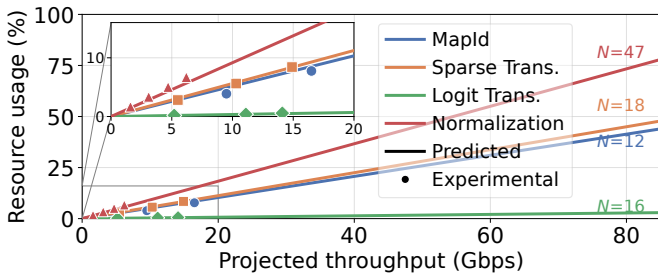 Resource usage (%)
100
75
50
25
0
10
0
0
5
10
15
20
MapId
Sparse Trans.
Logit Trans.
Normalization
Predicted
Experimental
N=47
N=18
N=12
N=16
0
20
40
60
80
Projected throughput (Gbps)